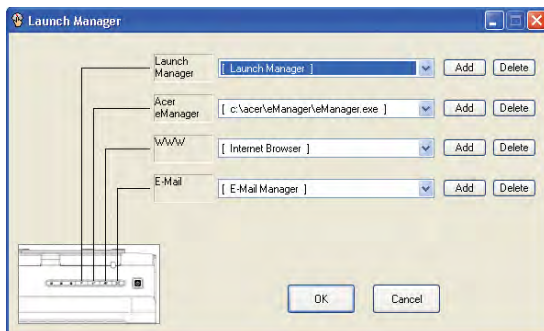 Launch Manager
Launch
Manager
[ Launch Manager ]
Add
Delete
Acer
eManager
[ c:\acer\eManager\eManager.exe ]
Add
Delete
WWW
[ Internet Browser ]
Add
Delete
E-Mail
[ E-Mail Manager ]
Add
Delete
OK
Cancel